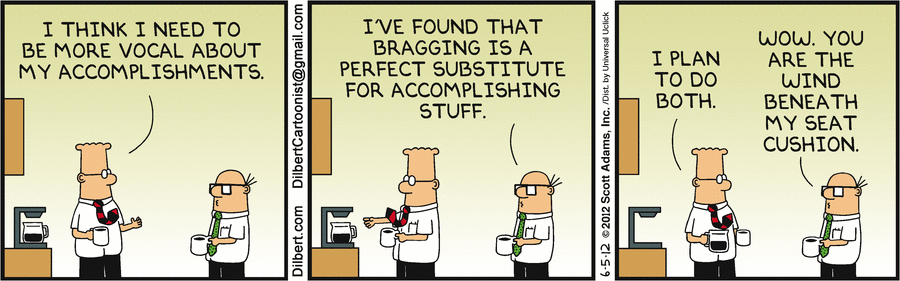 I THINK I NEED TO
BE MORE VOCAL ABOUT
MY ACCOMPLISHMENTS.
Dilbert.com DilbertCartoonist@gmail.com
I'VE FOUND THAT
BRAGGING IS A
PERFECT SUBSTITUTE
FOR ACCOMPLISHING
STUFF.
6-5-12 © 2012 Scott Adams, Inc. /Dist. by Universal Uclick
I PLAN
TO DO
BOTH.
WOW. YOU
ARE THE
WIND
BENEATH
MY SEAT
CUSHION.